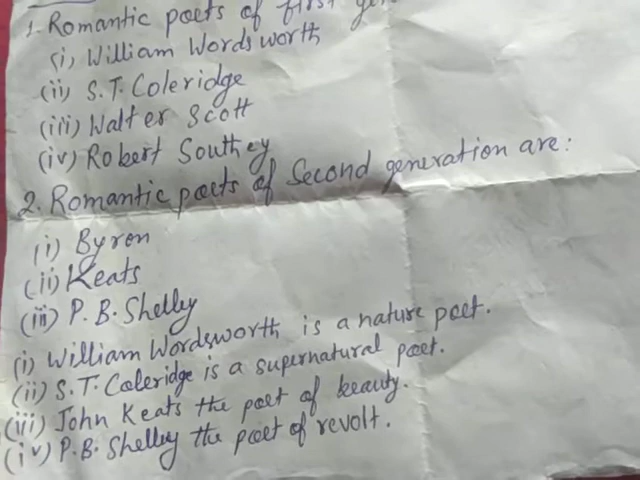 1. Romantic poets of first
(i) William Wordsworth
(ii) S.T. Coleridge
(iii) Walter Scott
(iv) Robert Southey
2. Romantic poets of Second generation are:
(i) Byron
(ii) Keats
(iii) P. B. Shelly
(i) William Wordsworth is a nature poet.
(ii) S.T. Coleridge is a supernatural poet.
(iii) John Keats the poet of beauty.
(iv) P.B. Shelley the poet of revolt.